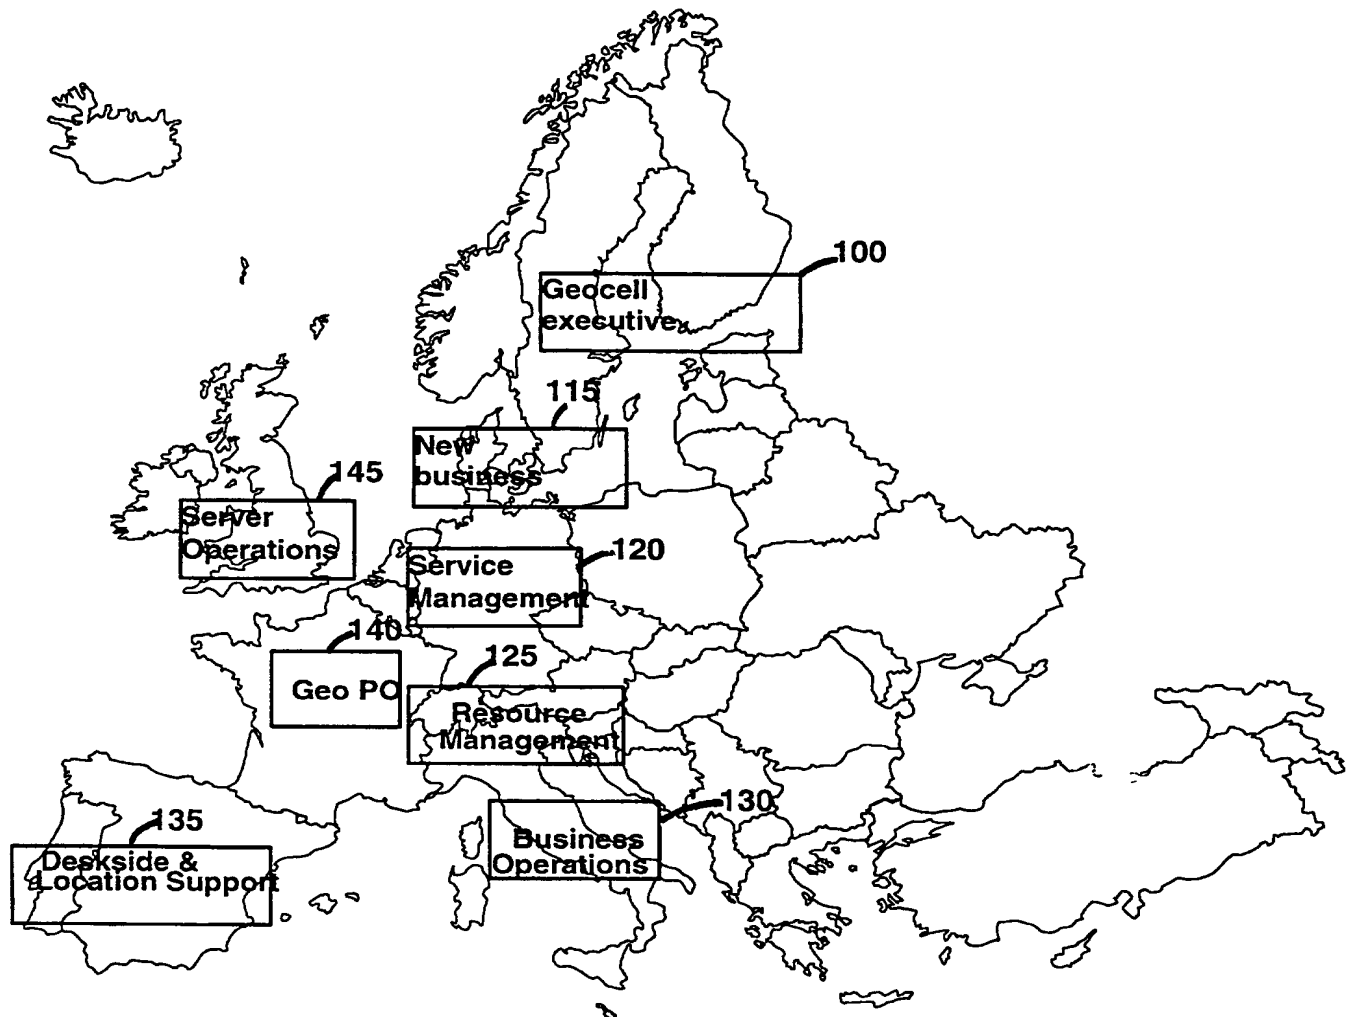 100
Geocell
executive
115
New
business
145
Server
Operations
120
Service
Management
140
Geo PO
125
Resource
Management
130
Business
Operations
135
Deskside &
Location Support